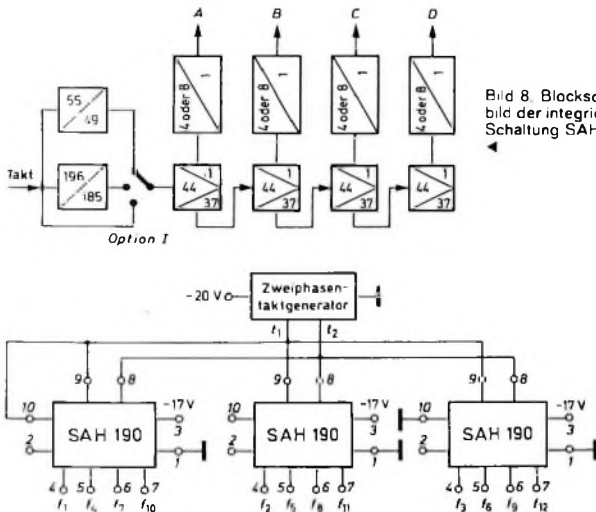 A B C D
4 oder 8 1 4 oder 8 1 4 oder 8 1 4 oder 8 1
55
49
Takt
196
185
Option I
44 1 37 44 1 37 44 1 37 44 1 37
Bild 8. Blocksc
bild der integrie
Schaltung SAH
-20 V
Zweiphasen-
taktgenerator
t1 t2
9 8 9 8 9 8
10 -17 V 10 -17 V 10 -17 V
SAH 190 SAH 190 SAH 190
2 3 2 3 2 3
1 1 1
4 5 6 7 4 5 6 7 4 5 6 7
f1 f4 f7 f10 f2 f5 f8 f11 f3 f6 f9 f12